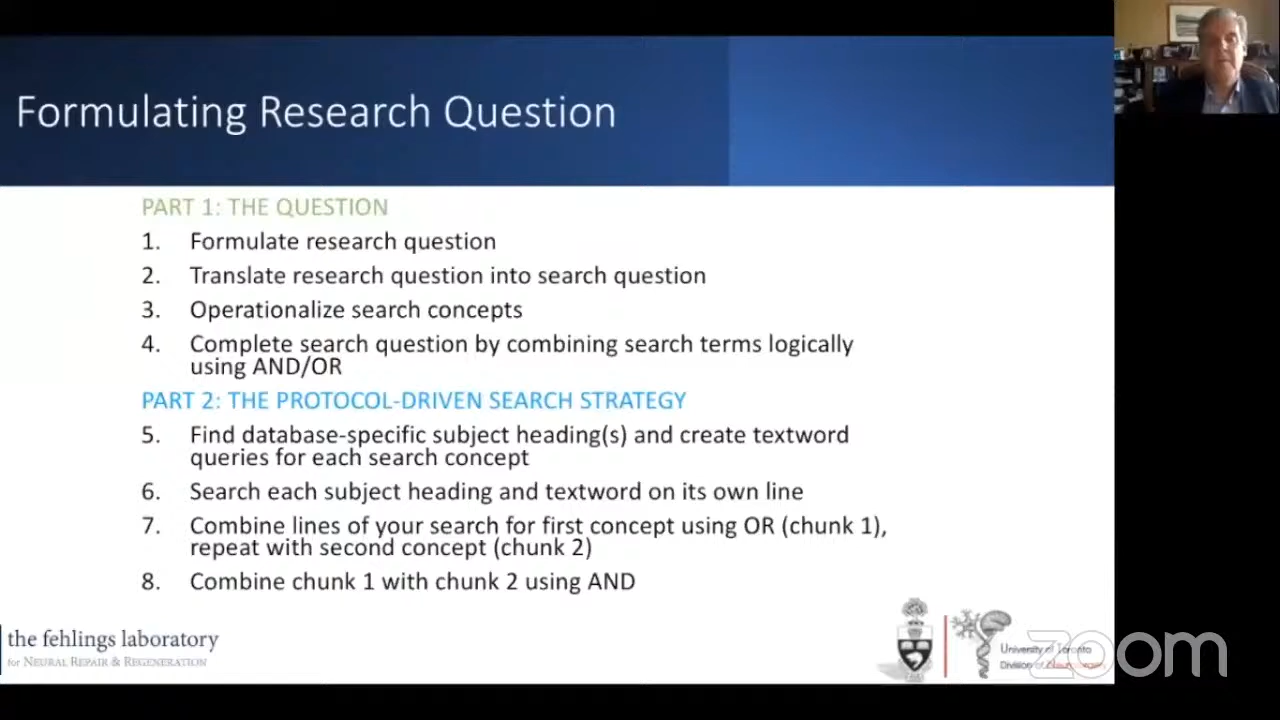 Formulating Research Question
PART 1: THE QUESTION
1. Formulate research question
2. Translate research question into search question
3. Operationalize search concepts
4. Complete search question by combining search terms logically
using AND/OR
PART 2: THE PROTOCOL-DRIVEN SEARCH STRATEGY
5. Find database-specific subject heading(s) and create textword
queries for each search concept
6. Search each subject heading and textword on its own line
7. Combine lines of your search for first concept using OR (chunk 1),
repeat with second concept (chunk 2)
8. Combine chunk 1 with chunk 2 using AND
the fehlings laboratory
for NEURAL REPAIR & REGENERATION
University of Toronto
Division of
zoom